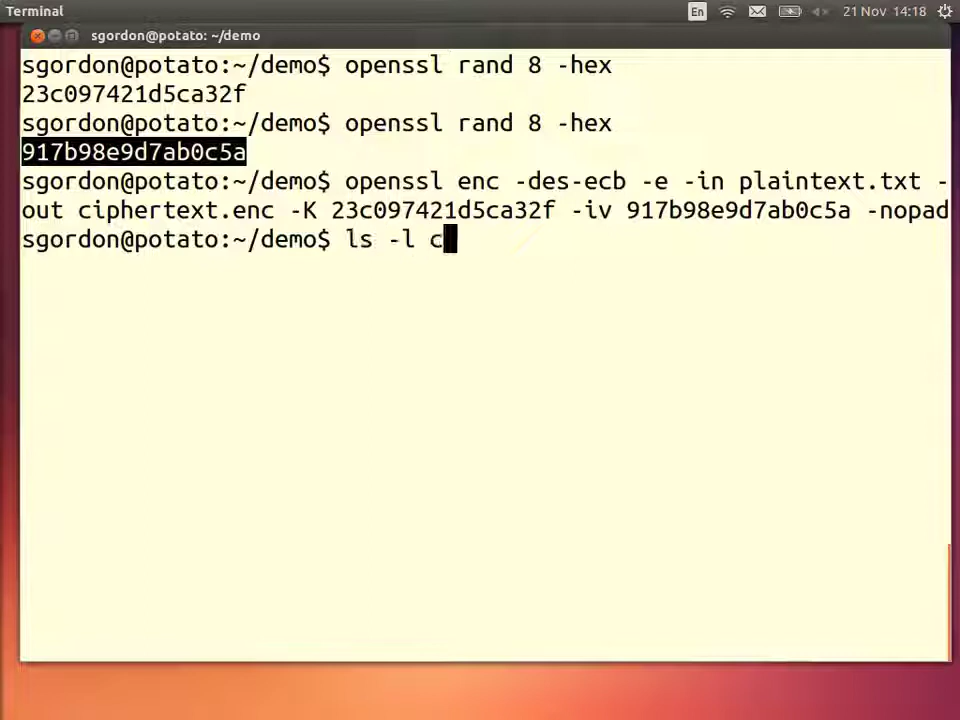 Terminal
En
21 Nov 14:18
sgordon@potato: ~/demo
sgordon@potato:~/demo$ openssl rand 8 -hex
23c097421d5ca32f
sgordon@potato:~/demo$ openssl rand 8 -hex
917b98e9d7ab0c5a
sgordon@potato:~/demo$ openssl enc -des-ecb -e -in plaintext.txt -
out ciphertext.enc -K 23c097421d5ca32f -iv 917b98e9d7ab0c5a -nopad
sgordon@potato:~/demo$ ls -l c